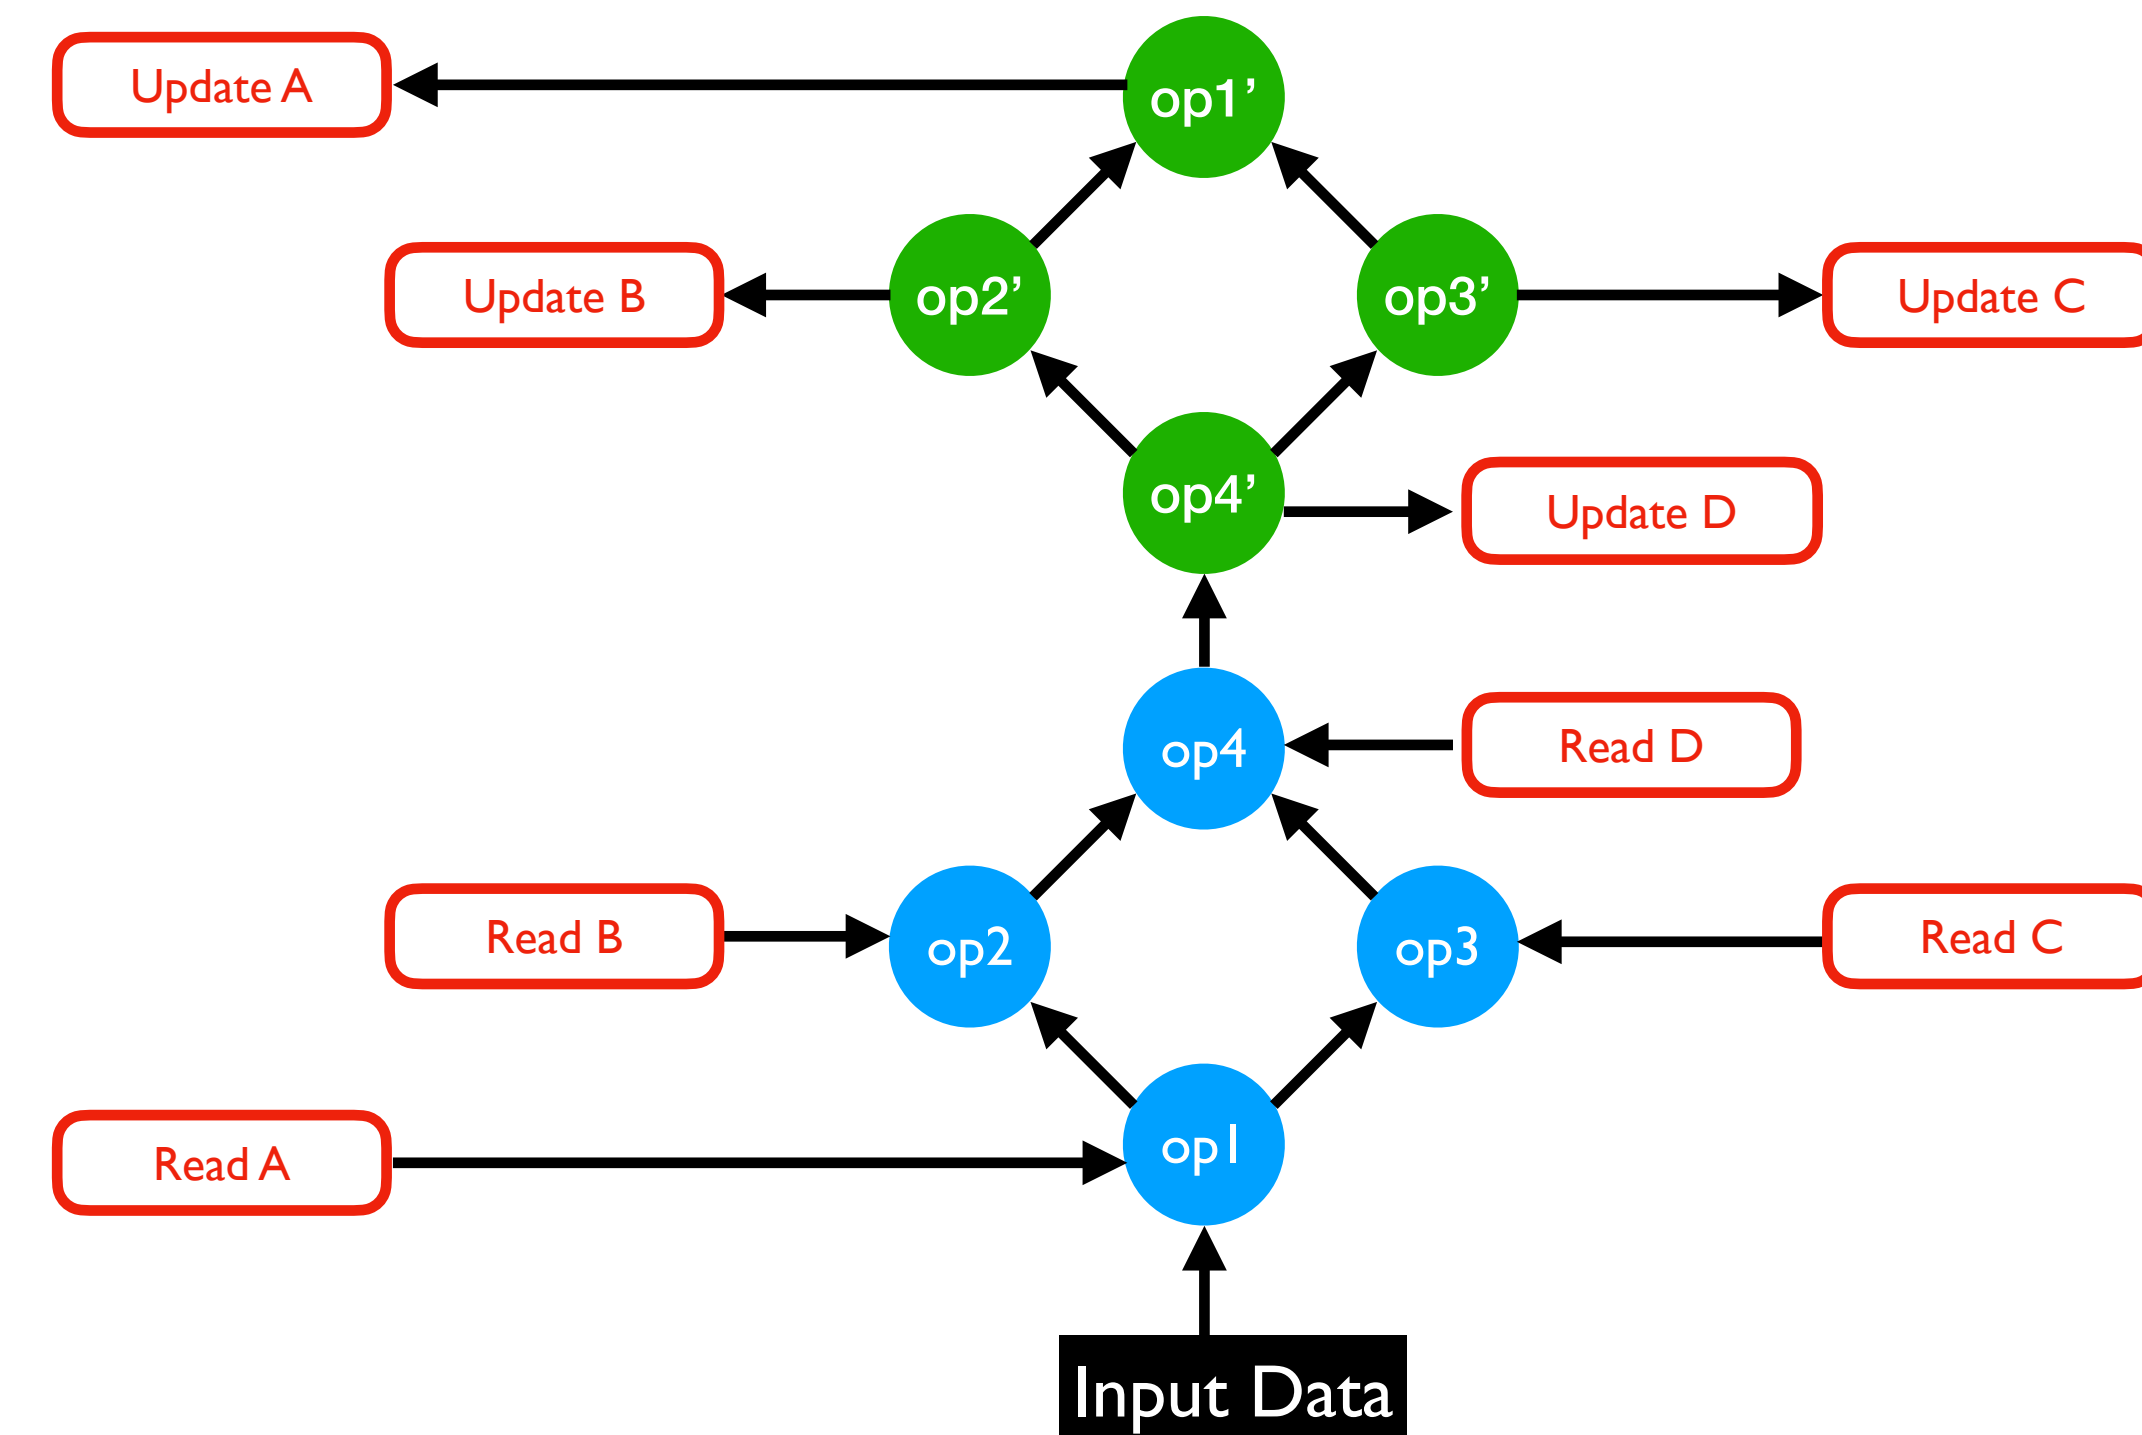 Update A
op1’
Update B
op2’
op3’
Update C
op4’
Update D
op4
Read D
Read B
op2
op3
Read C
Read A
op1
Input Data